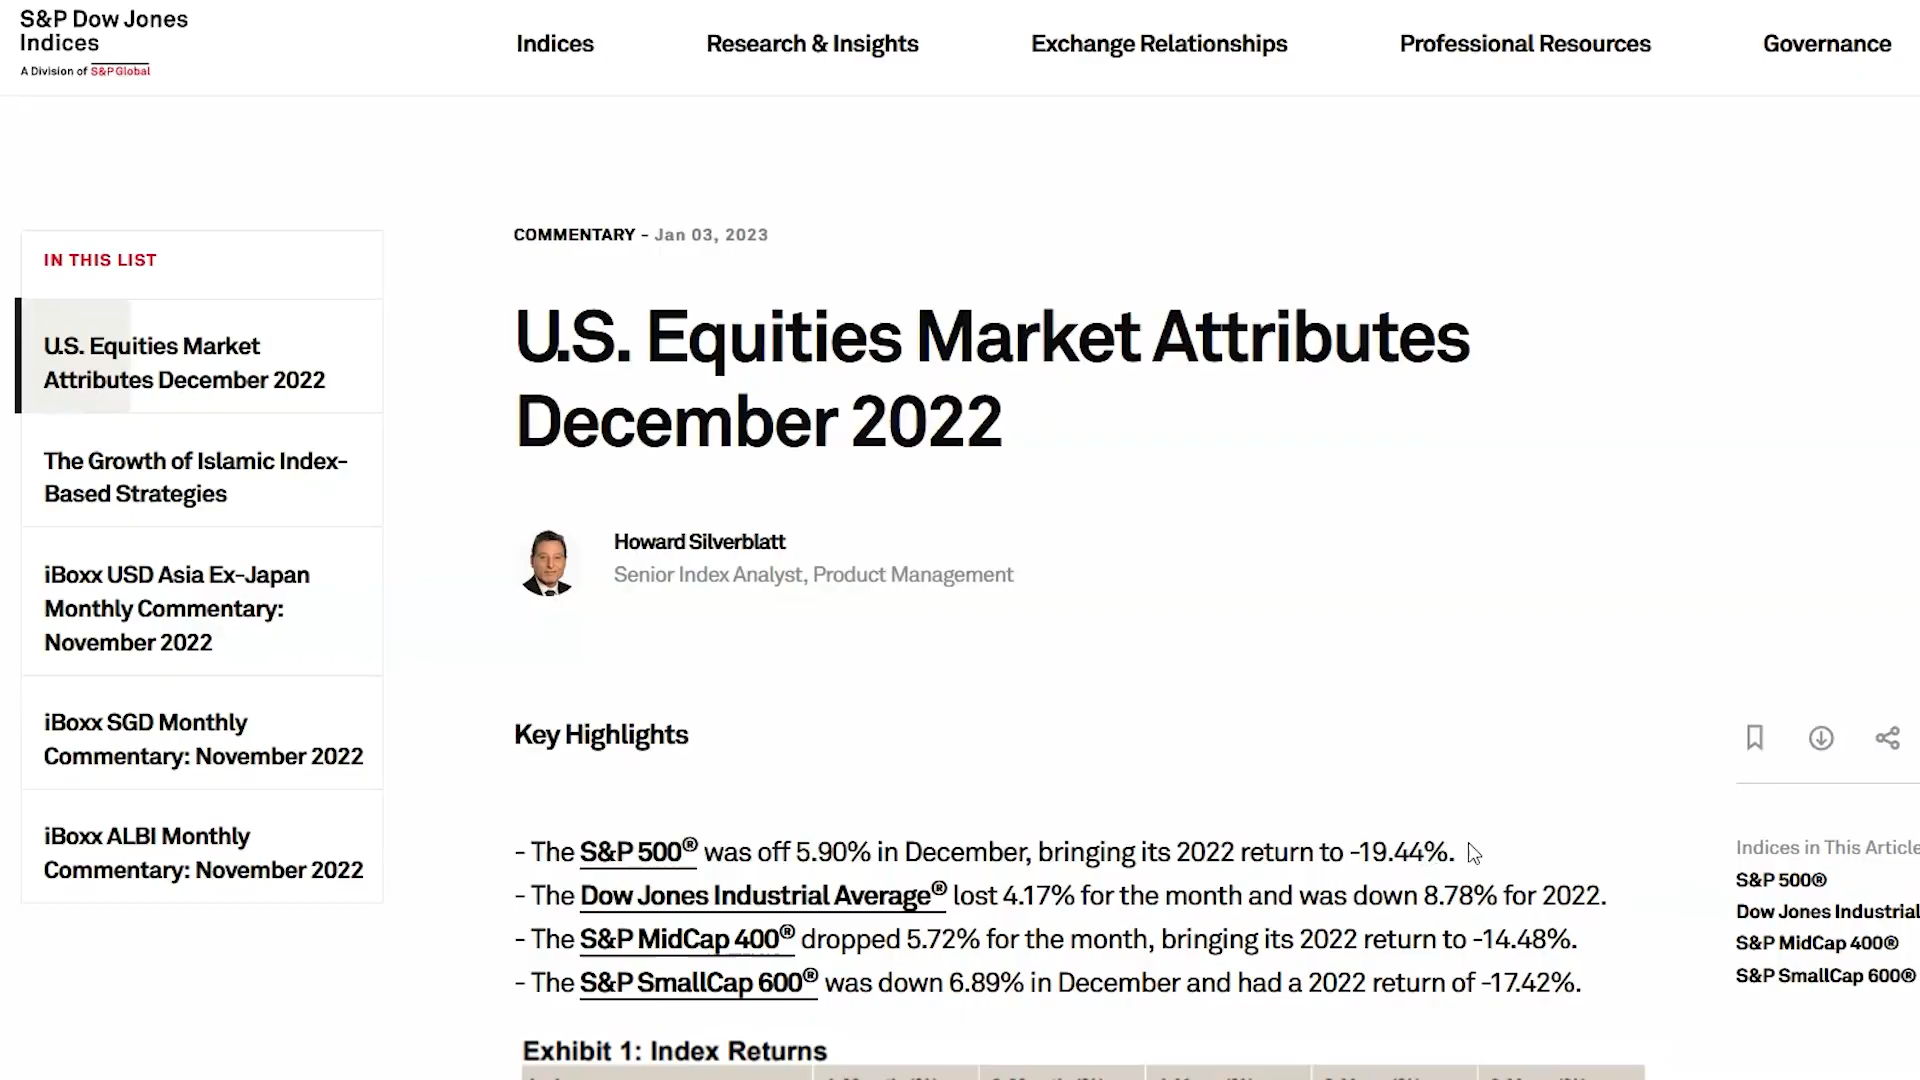 S&P Dow Jones
Indices
A Division of S&P Global
Indices
Research & Insights
Exchange Relationships
Professional Resources
Governance
IN THIS LIST
U.S. Equities Market
Attributes December 2022
The Growth of Islamic Index-
Based Strategies
iBoxx USD Asia Ex-Japan
Monthly Commentary:
November 2022
iBoxx SGD Monthly
Commentary: November 2022
iBoxx ALBI Monthly
Commentary: November 2022
COMMENTARY - Jan 03, 2023
U.S. Equities Market Attributes
December 2022
Howard Silverblatt
Senior Index Analyst, Product Management
Key Highlights
- The S&P 500® was off 5.90% in December, bringing its 2022 return to -19.44%.
- The Dow Jones Industrial Average® lost 4.17% for the month and was down 8.78% for 2022.
- The S&P MidCap 400® dropped 5.72% for the month, bringing its 2022 return to -14.48%.
- The S&P SmallCap 600® was down 6.89% in December and had a 2022 return of -17.42%.
Exhibit 1: Index Returns
Indices in This Article
S&P 500®
Dow Jones Industrial
S&P MidCap 400®
S&P SmallCap 600®